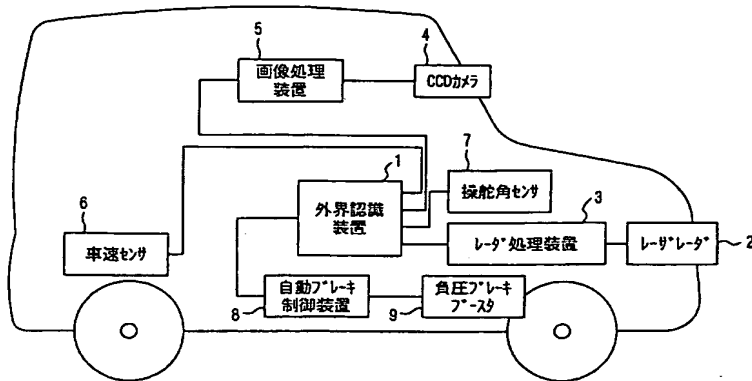 5
画像処理
装置
4
CCDカメラ
7
操舵角センサ
1
外界認識
装置
3
レーダ処理装置
レーザレーダ
2
6
車速センサ
自動ブレーキ
制御装置
8
負圧ブレーキ
ブースタ
9